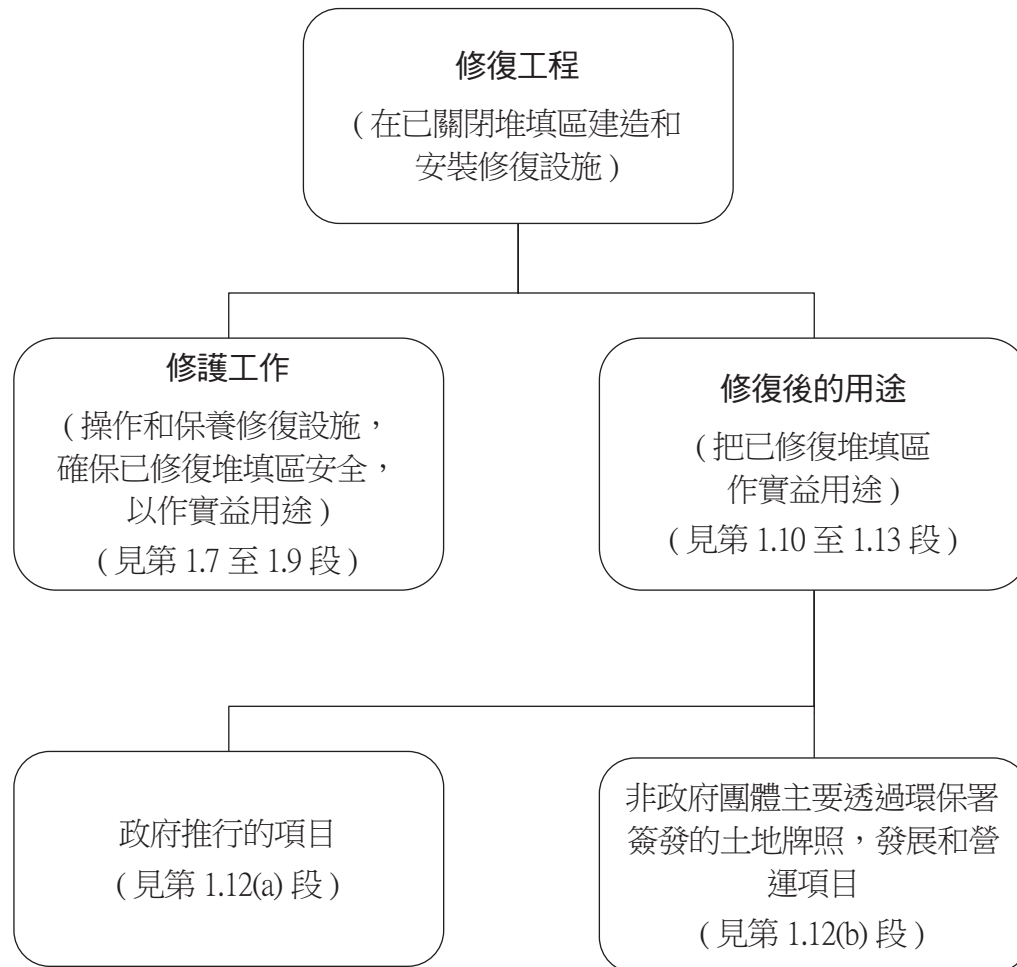 修復工程
（在已關閉堆填區建造和
安裝修復設施）
修護工作
（操作和保養修復設施，
確保已修復堆填區安全，
以作實益用途）
（見第 1.7 至 1.9 段）
修復後的用途
（把已修復堆填區
作實益用途）
（見第 1.10 至 1.13 段）
政府推行的項目
（見第 1.12(a) 段）
非政府團體主要透過環保署
簽發的土地牌照，發展和營
運項目
（見第 1.12(b) 段）